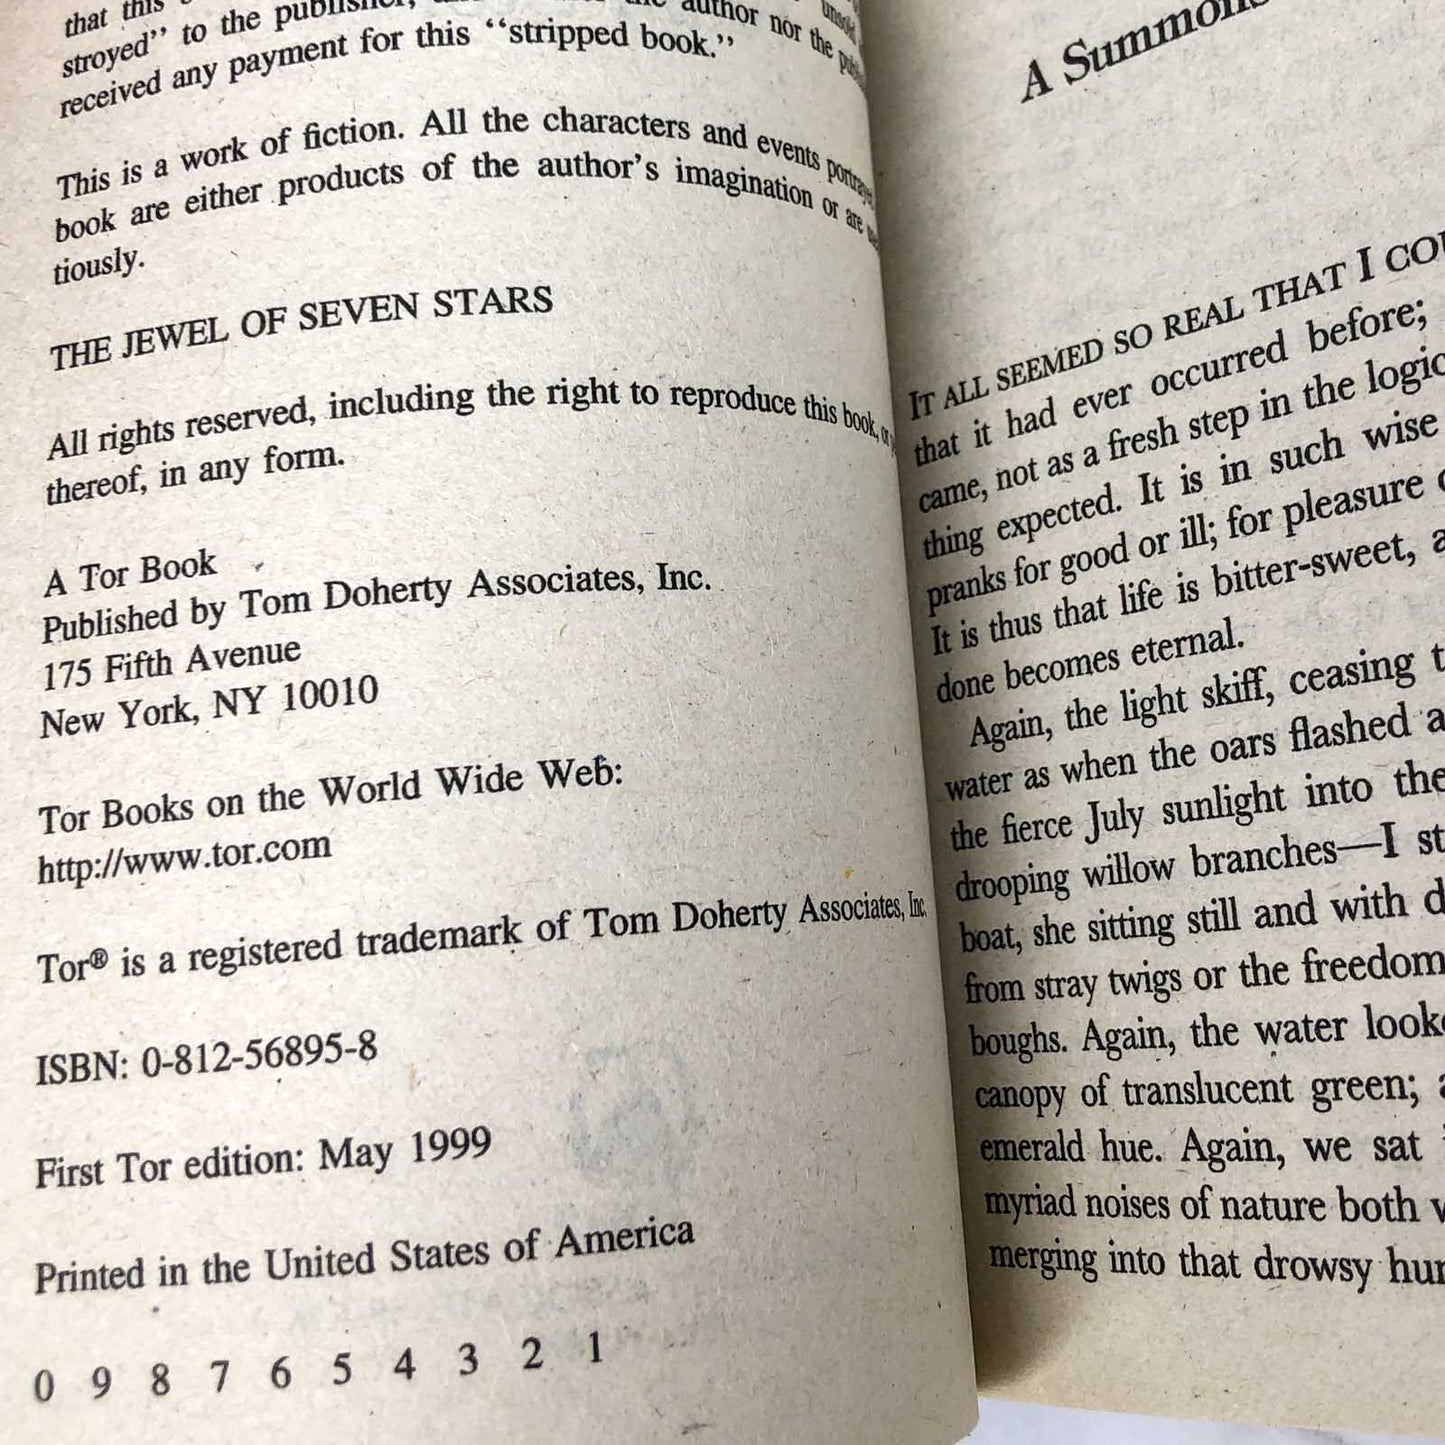 that this
stroyed" to the publisher, author nor the
received any payment for this "stripped book."
This is a work of fiction. All the characters and events
book are either products of the author's imagination or are
tiously.
THE JEWEL OF SEVEN STARS
All rights reserved, including the right to reproduce this book, or
thereof, in any form.
A Tor Book
Published by Tom Doherty Associates, Inc.
175 Fifth Avenue
New York, NY 10010
Tor Books on the World Wide Web:
http://www.tor.com
Tor® is a registered trademark of Tom Doherty Associates, Inc.
ISBN: 0-812-56895-8
First Tor edition: May 1999
Printed in the United States of America
0 9 8 7 6 5 4 3 2 1
A Summons
IT ALL SEEMED SO REAL THAT I
that it had ever occurred before;
came, not as a fresh step in the logic
thing expected. It is in such wise
pranks for good or ill; for pleasure
It is thus that life is bitter-sweet,
done becomes eternal.
Again, the light skiff, ceasing
water as when the oars flashed
the fierce July sunlight into the
drooping willow branches—I
boat, she sitting still and with
from stray twigs or the freedom
boughs. Again, the water
canopy of translucent green;
emerald hue. Again, we sat
myriad noises of nature both
merging into that drowsy